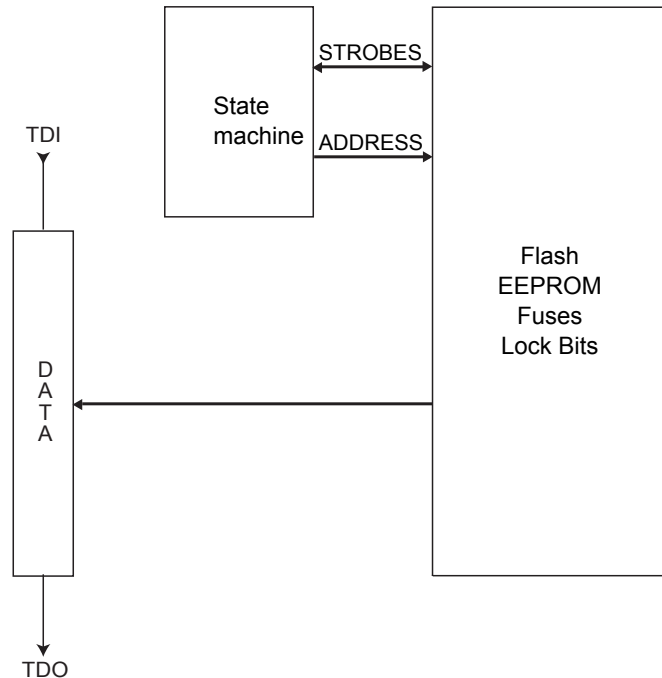 STROBES
State
machine
ADDRESS
TDI
Flash
EEPROM
Fuses
Lock Bits
D
A
T
A
TDO